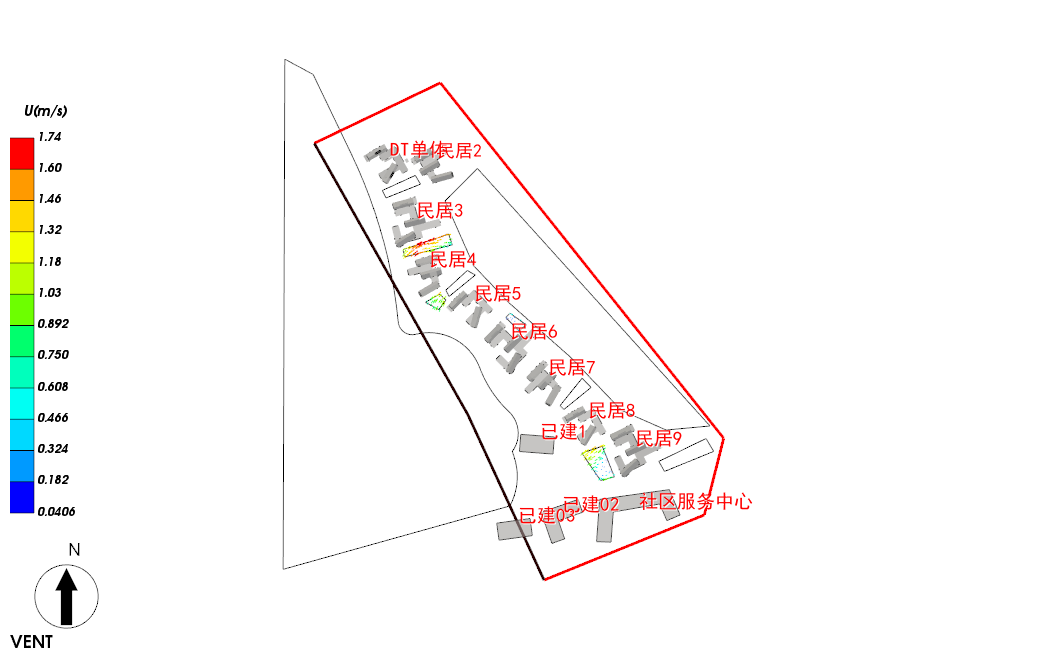 U(m/s)
1.74
1.60
1.46
1.32
1.18
1.03
0.892
0.750
0.608
0.466
0.324
0.182
0.0406
N
VENT
DT单体
民居2
民居3
民居4
民居5
民居6
民居7
民居8
已建1
民居9
已建02
社区服务中心
已建03